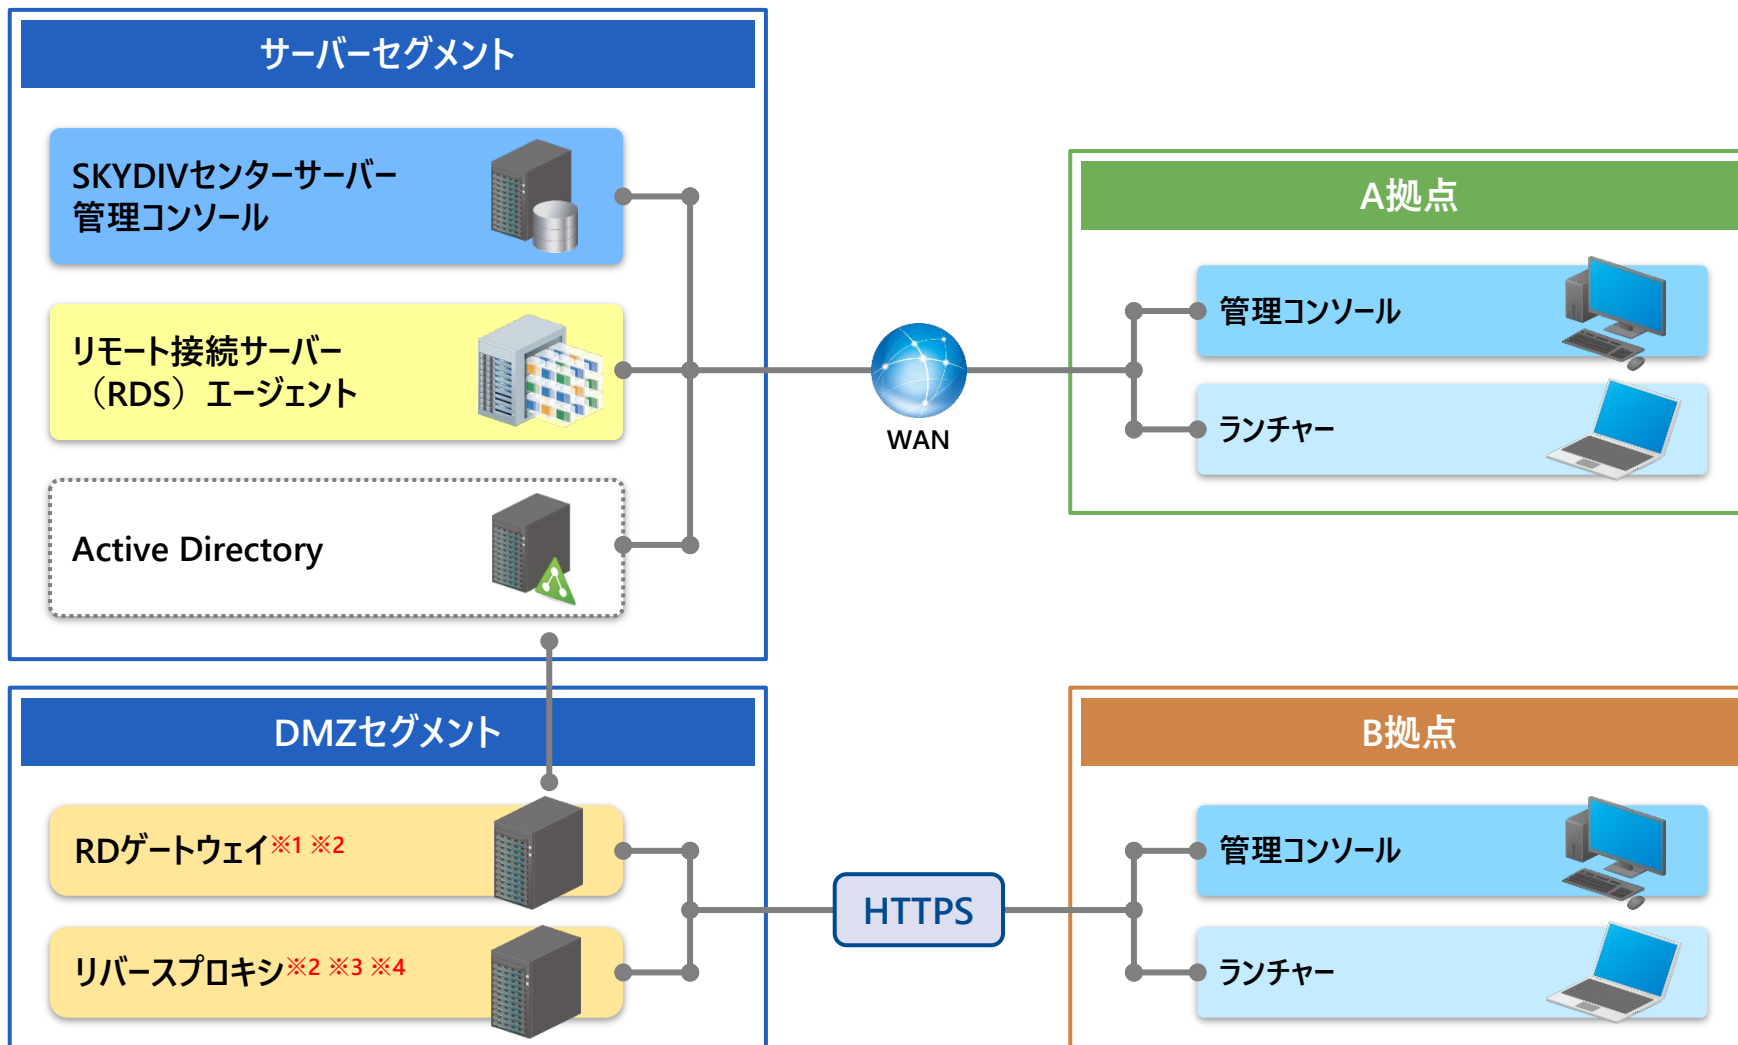 サーバーセグメント
SKYDIVセンターサーバー
管理コンソール
リモート接続サーバー
（RDS）エージェント
Active Directory
WAN
A拠点
管理コンソール
ランチャー
DMZセグメント
RDゲートウェイ※1 ※2
リバースプロキシ※2 ※3 ※4
HTTPS
B拠点
管理コンソール
ランチャー